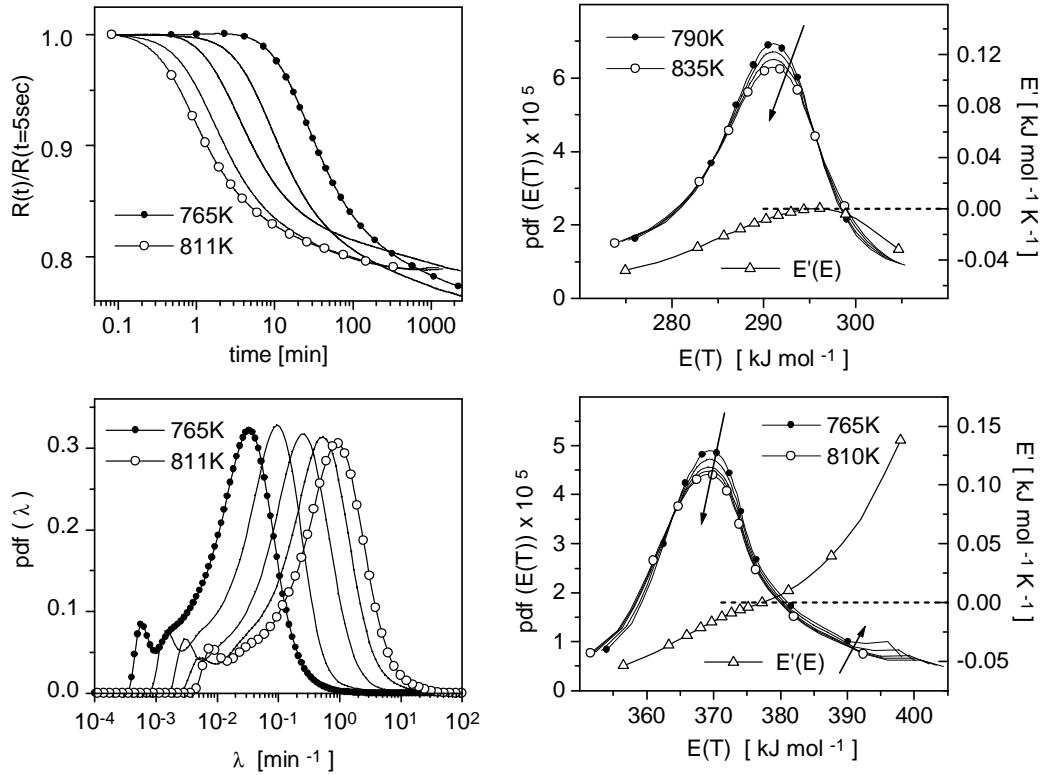 1.0
0.9
0.8
R(t)/R(t=5sec)
765K
811K
0.1 1 10 100 1000
time [min]
790K
835K
6
4
2
0
pdf (E(T)) x 10 5
0.12
0.08
0.04
0.00
-0.04
E' [ kJ mol -1 K -1]
E'(E)
280 290 300
E(T) [ kJ mol -1 ]
0.3
0.2
0.1
0.0
pdf ( λ )
765K
811K
10-4 10-3 10-2 10-1 100 101 102
λ [min -1]
765K
810K
5
4
3
2
1
0
pdf (E(T)) x 10 5
0.15
0.10
0.05
0.00
-0.05
E' [ kJ mol -1K -1]
E'(E)
360 370 380 390 400
E(T) [ kJ mol -1 ]